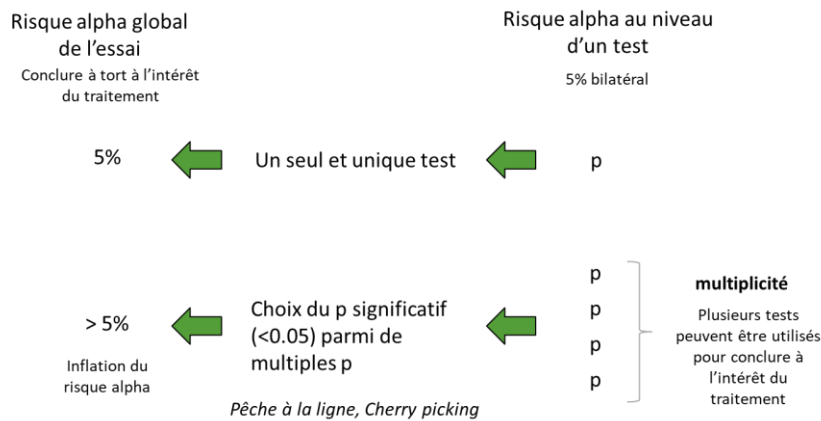 Risque alpha global
de l'essai
Conclure à tort à l'intérêt
du traitement
Risque alpha au niveau
d'un test
5% bilatéral
5%
Un seul et unique test
p
> 5%
Inflation du
risque alpha
Choix du p significatif
(<0.05) parmi de
multiples p
Pêche à la ligne, Cherry picking
p
p
p
p
multiplicité
Plusieurs tests
peuvent être utilisés
pour conclure à
l'intérêt du
traitement